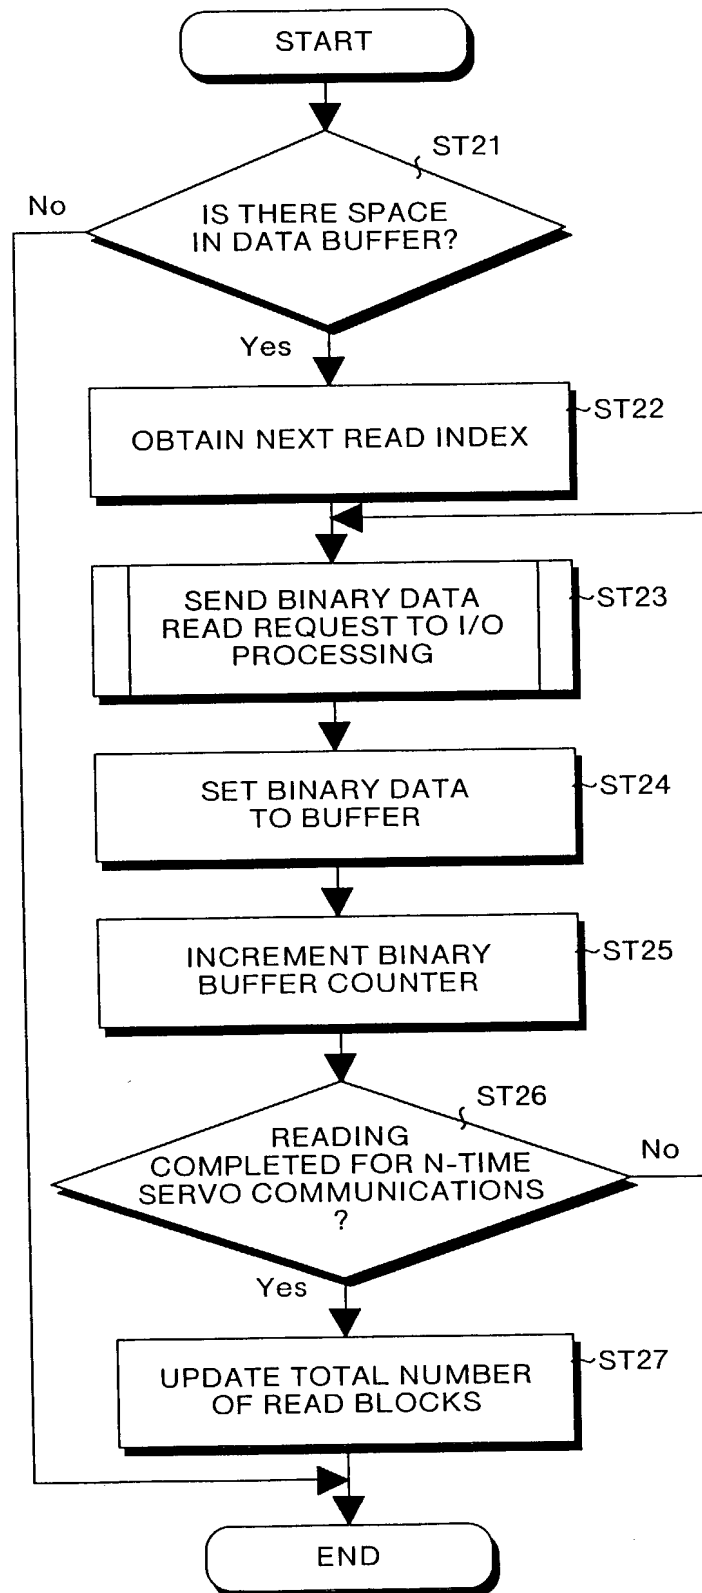 START
ST21
No
IS THERE SPACE
IN DATA BUFFER?
Yes
ST22
OBTAIN NEXT READ INDEX
SEND BINARY DATA
READ REQUEST TO I/O
PROCESSING
ST23
SET BINARY DATA
TO BUFFER
ST24
INCREMENT BINARY
BUFFER COUNTER
ST25
ST26
READING
COMPLETED FOR N-TIME
SERVO COMMUNICATIONS
?
No
Yes
UPDATE TOTAL NUMBER
OF READ BLOCKS
ST27
END